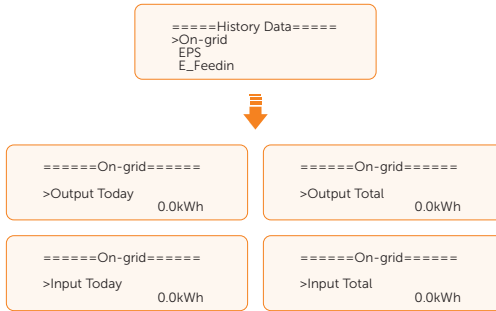 =====History Data=====
>On-grid
EPS
E_Feedin
======On-grid======
>Output Today
0.0kWh
======On-grid======
>Output Total
0.0kWh
======On-grid======
>Input Today
0.0kWh
======On-grid======
>Input Total
0.0kWh